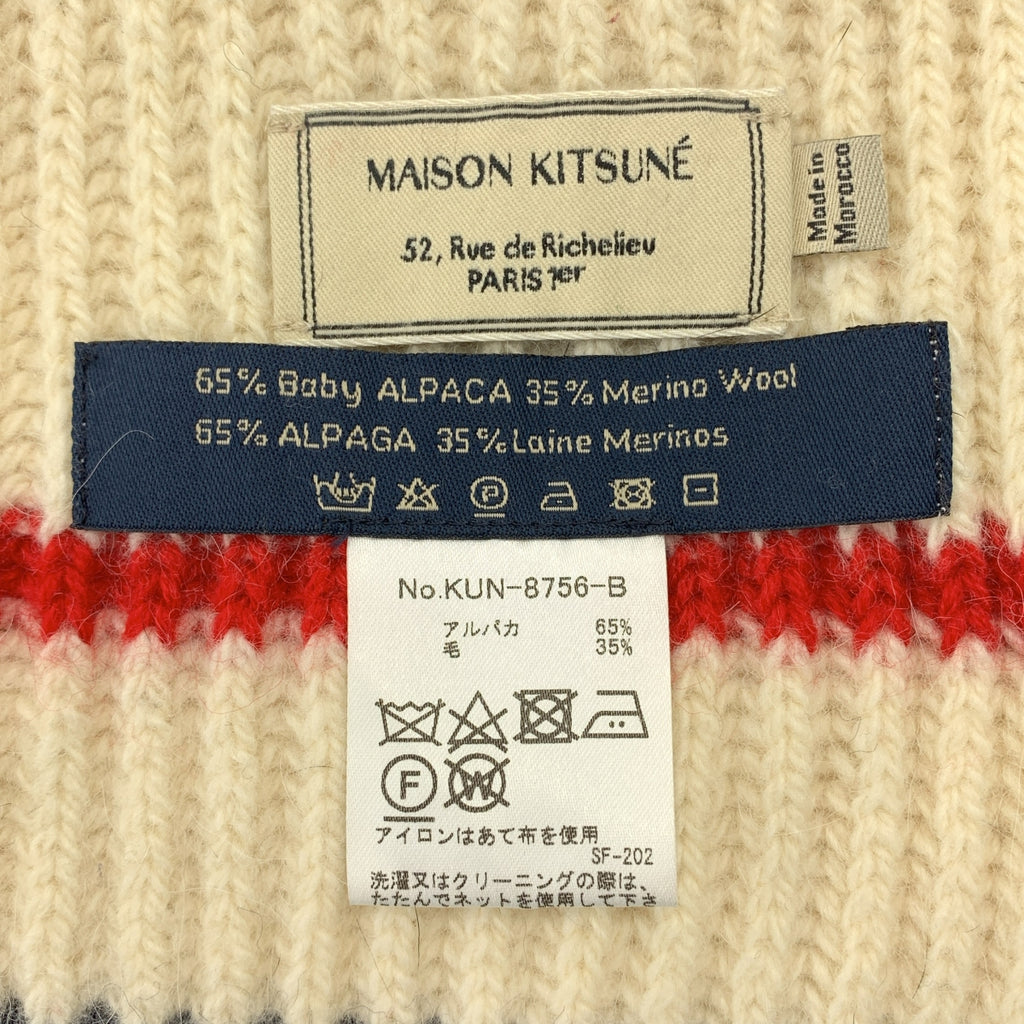 MAISON KITSUNÉ
52, Rue de Richelieu
PARIS 1er
Made in
Morocco
65% Baby ALPACA 35% Merino Wool
65% ALPAGA 35% Laine Merinos
P
No.KUN-8756-B
アルパカ 65%
毛 35%
F W
アイロンはあて布を使用
SF-202
洗濯又はクリーニングの際は、
たたんでネットを使用して下さ